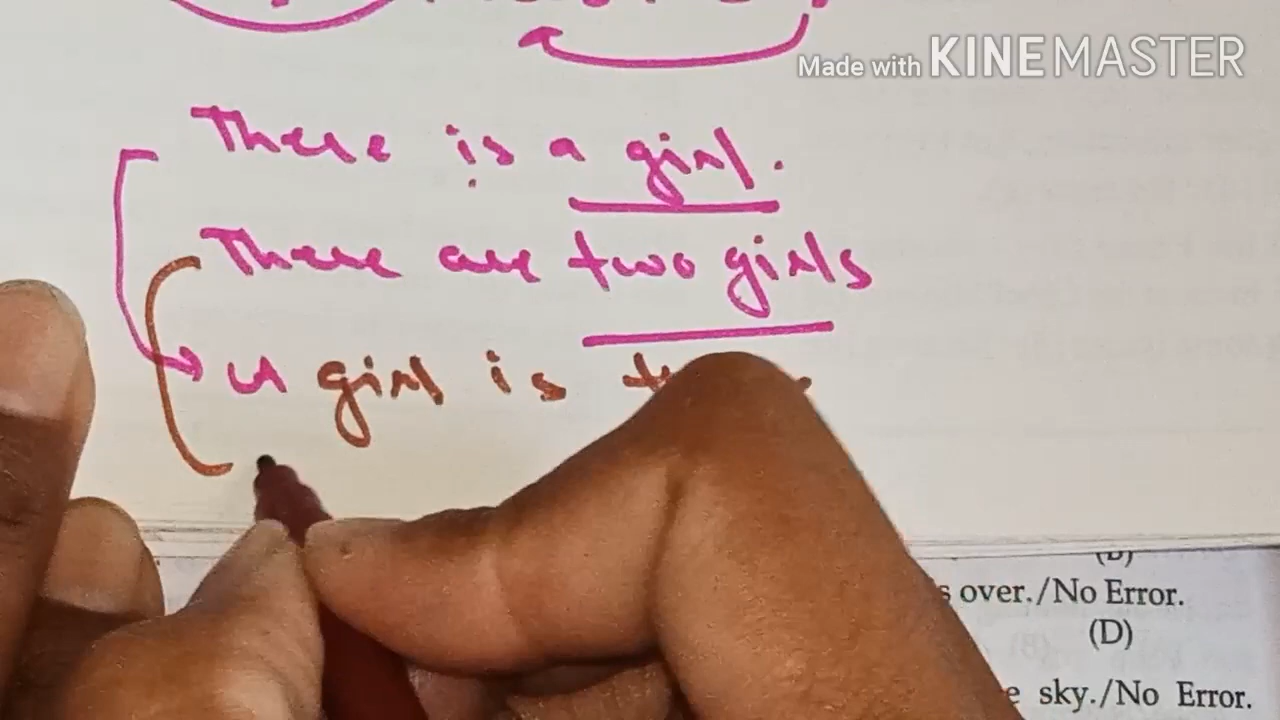 Made with KINEMASTER
There is a girl.
There are two girls
A girl is
(D)
s over./No Error.
(D)
e sky./No Error.